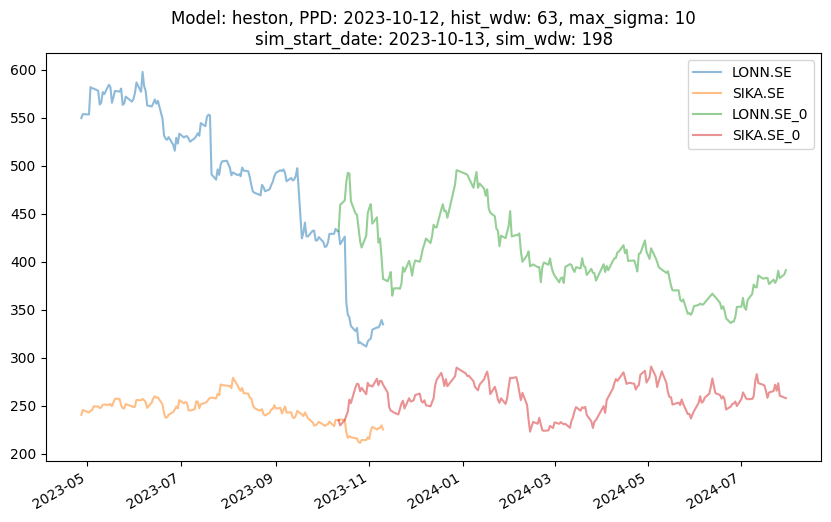 Model: heston, PPD: 2023-10-12, hist_wdw: 63, max_sigma: 10
sim_start_date: 2023-10-13, sim_wdw: 198
LONN.SE
SIKA.SE
LONN.SE_0
SIKA.SE_0
600
550
500
450
400
350
300
250
200
2023-05
2023-07
2023-09
2023-11
2024-01
2024-03
2024-05
2024-07